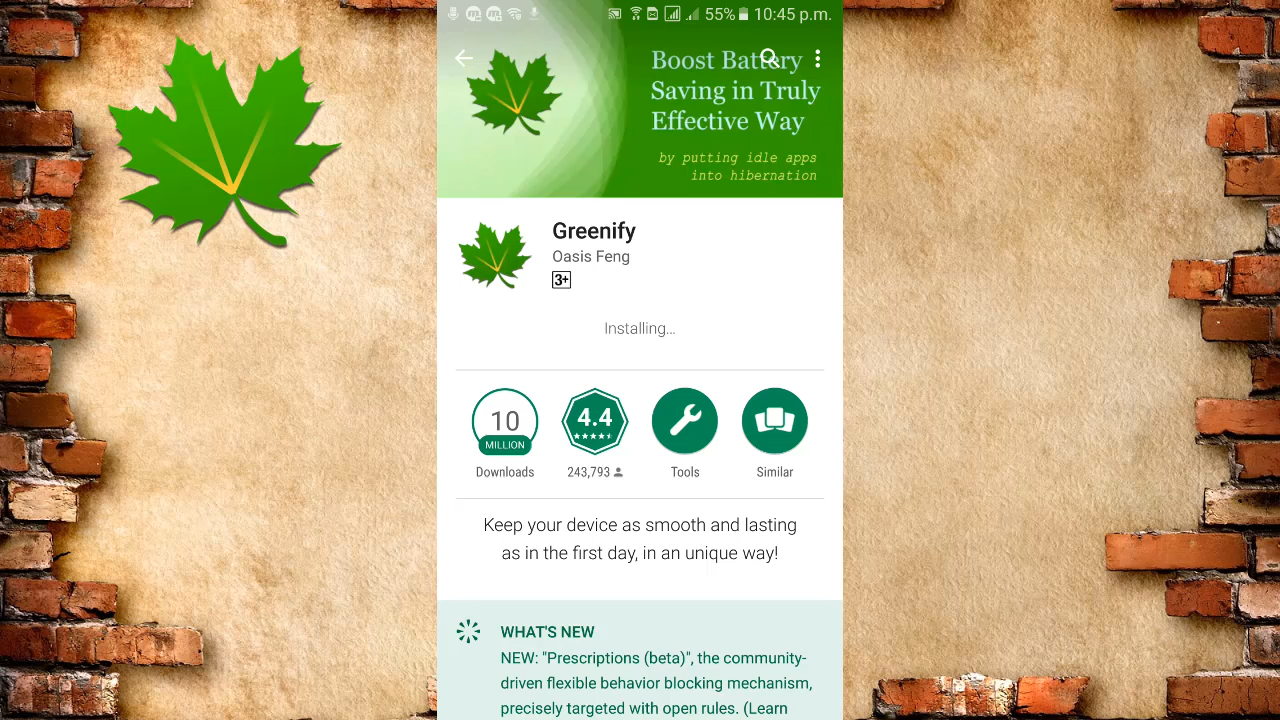 55% 10:45 p.m.
Boost Battery
Saving in Truly
Effective Way
by putting idle apps
into hibernation
Greenify
Oasis Feng
3+
Installing...
10
MILLION
4.4
Downloads
243,793
Tools
Similar
Keep your device as smooth and lasting
as in the first day, in an unique way!
WHAT'S NEW
NEW: "Prescriptions (beta)", the community-
driven flexible behavior blocking mechanism,
precisely targeted with open rules. (Learn